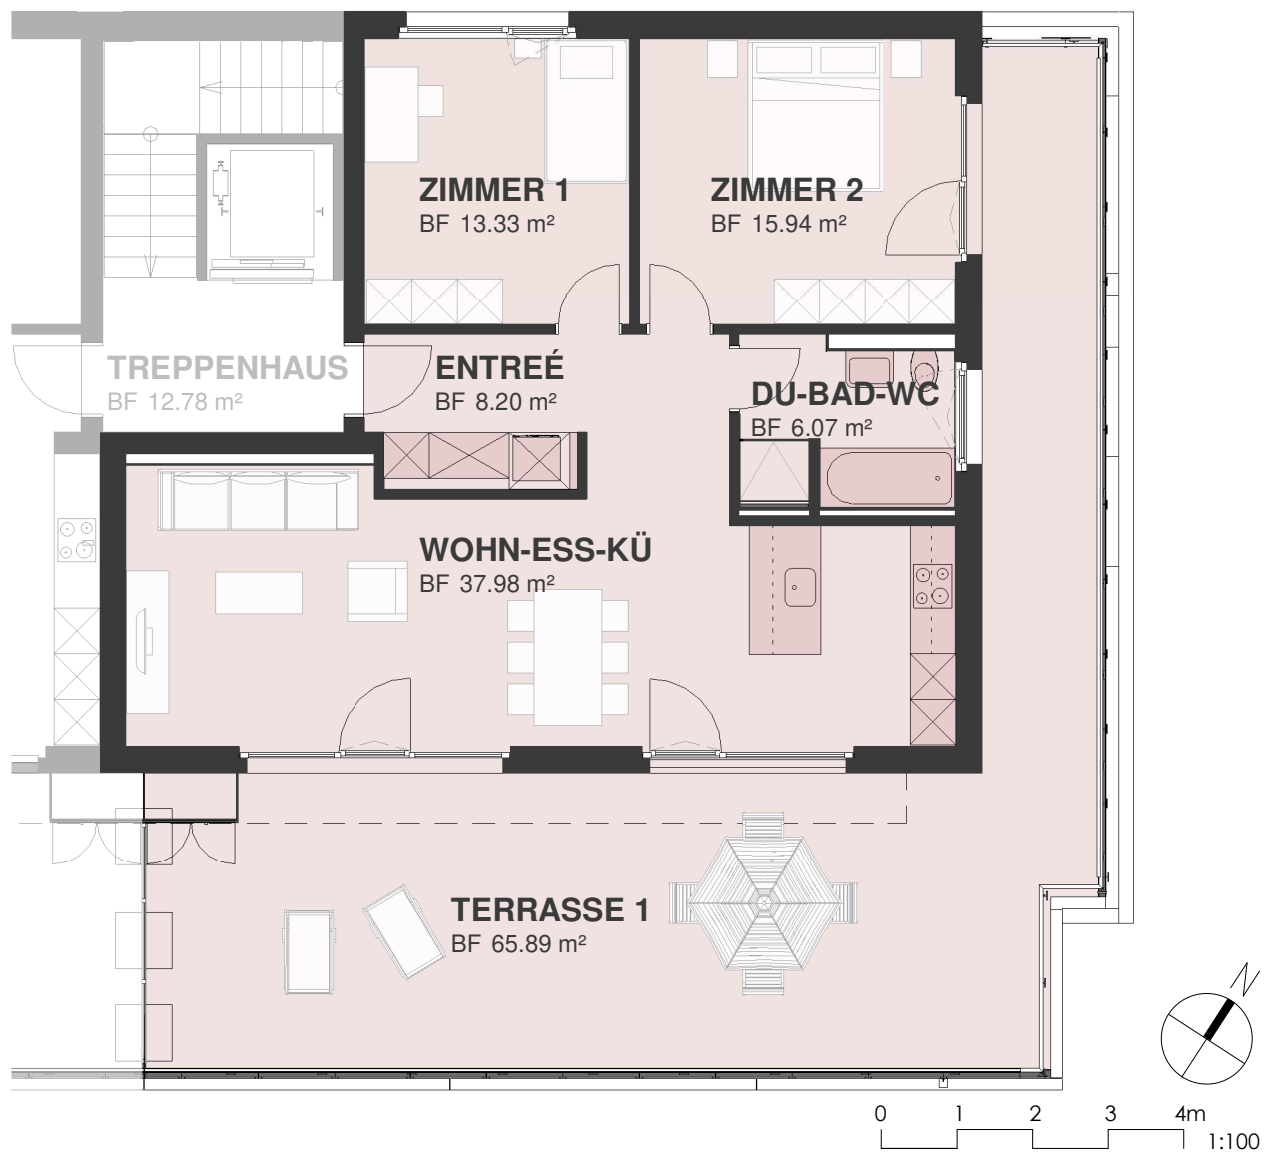 ZIMMER 1
BF 13.33 m²
ZIMMER 2
BF 15.94 m²
TREPPENHAUS
BF 12.78 m²
ENTREÉ
BF 8.20 m²
DU-BAD-WC
BF 6.07 m²
WOHN-ESS-KÜ
BF 37.98 m²
TERRASSE 1
BF 65.89 m²
N
0 1 2 3 4m
1:100